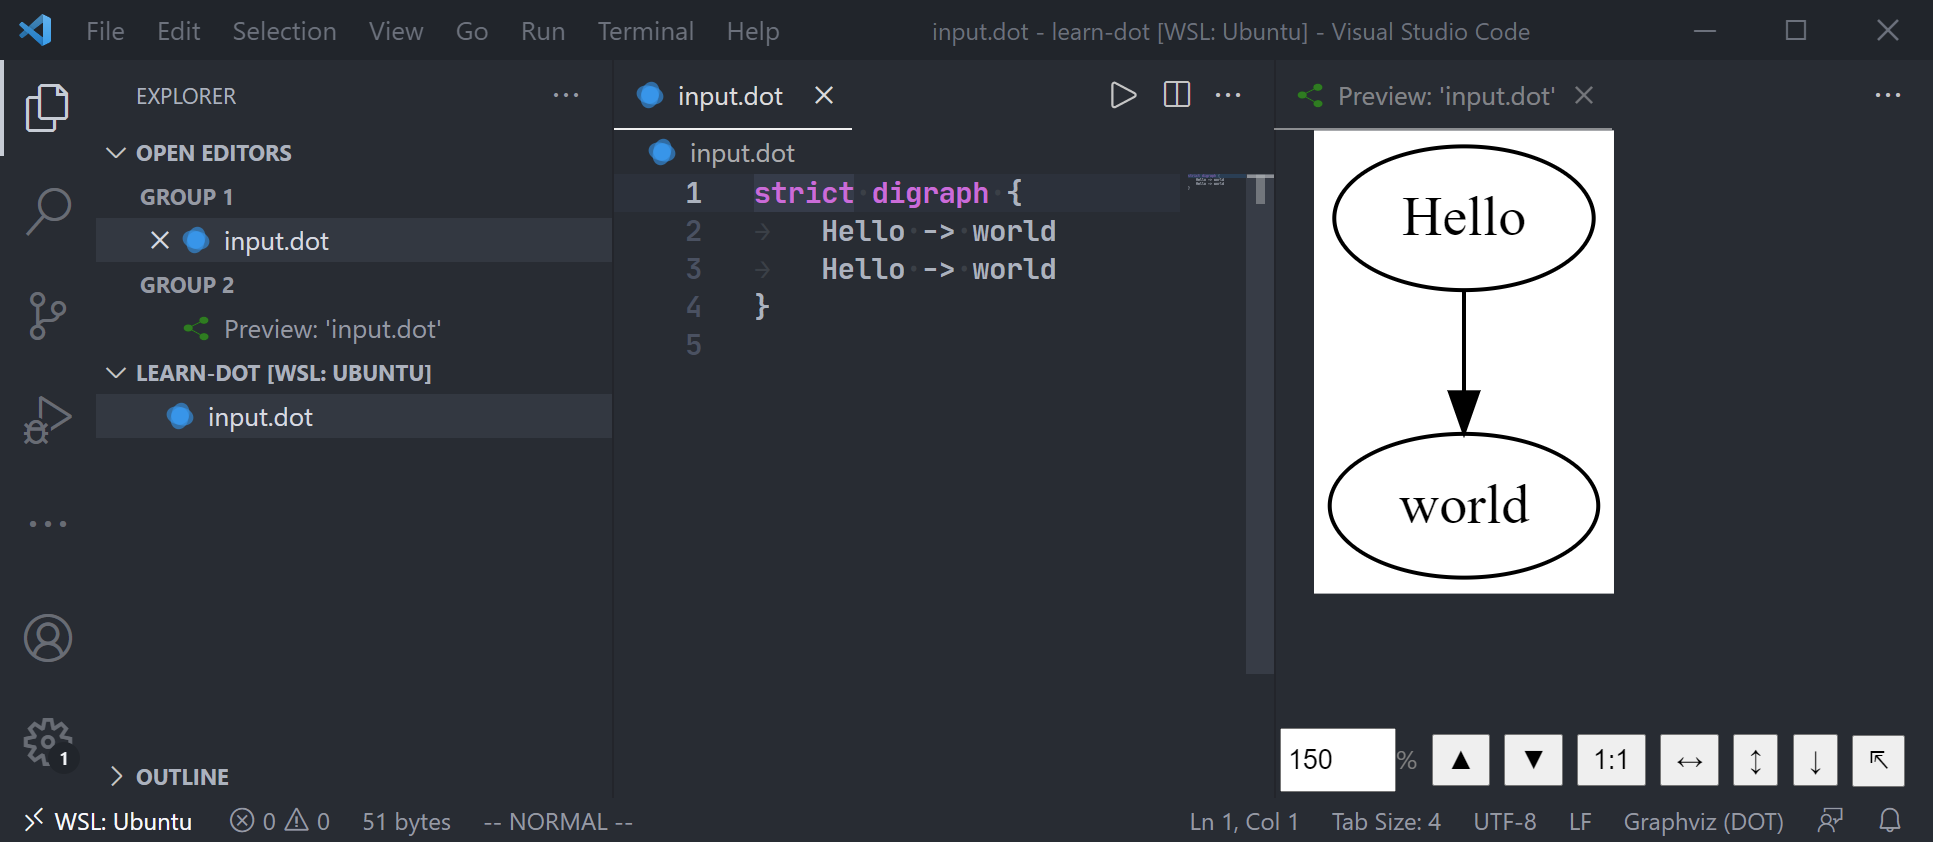 File Edit Selection View Go Run Terminal Help
input.dot - learn-dot [WSL: Ubuntu] - Visual Studio Code
EXPLORER
OPEN EDITORS
GROUP 1
input.dot
GROUP 2
Preview: 'input.dot'
LEARN-DOT [WSL: UBUNTU]
input.dot
OUTLINE
1
input.dot
input.dot
1 strict digraph {
2 Hello -> world
3 Hello -> world
4 }
5
Preview: 'input.dot'
Hello
world
150 % ▲ ▼ 1:1 ↔ ↕ ↓ ↖
WSL: Ubuntu 0 0 51 bytes -- NORMAL -- Ln 1, Col 1 Tab Size: 4 UTF-8 LF Graphviz (DOT)